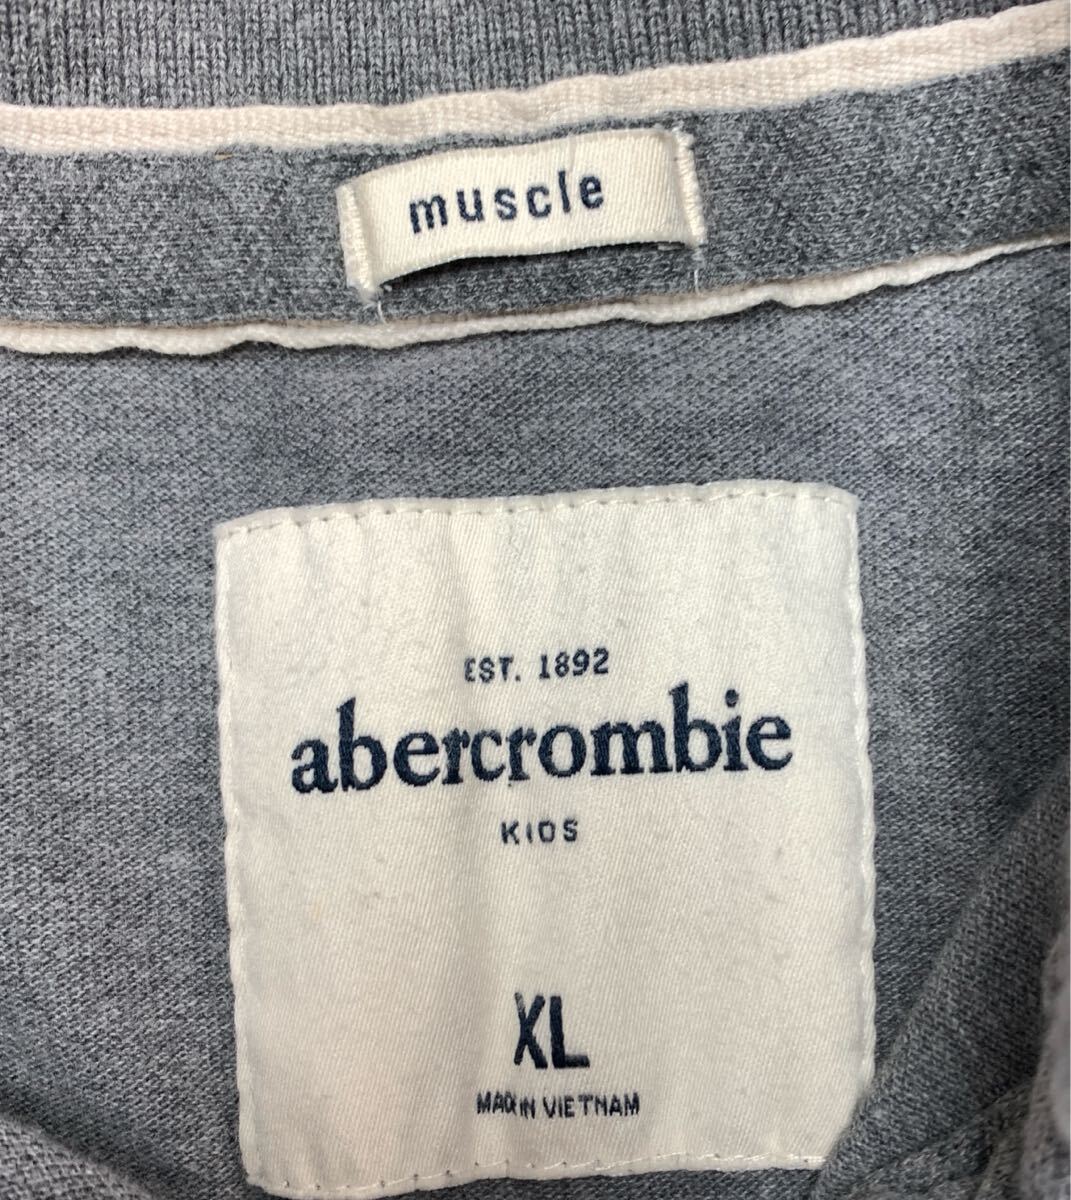 muscle
EST. 1892
abercrombie
KIDS
XL
MADE IN VIETNAM